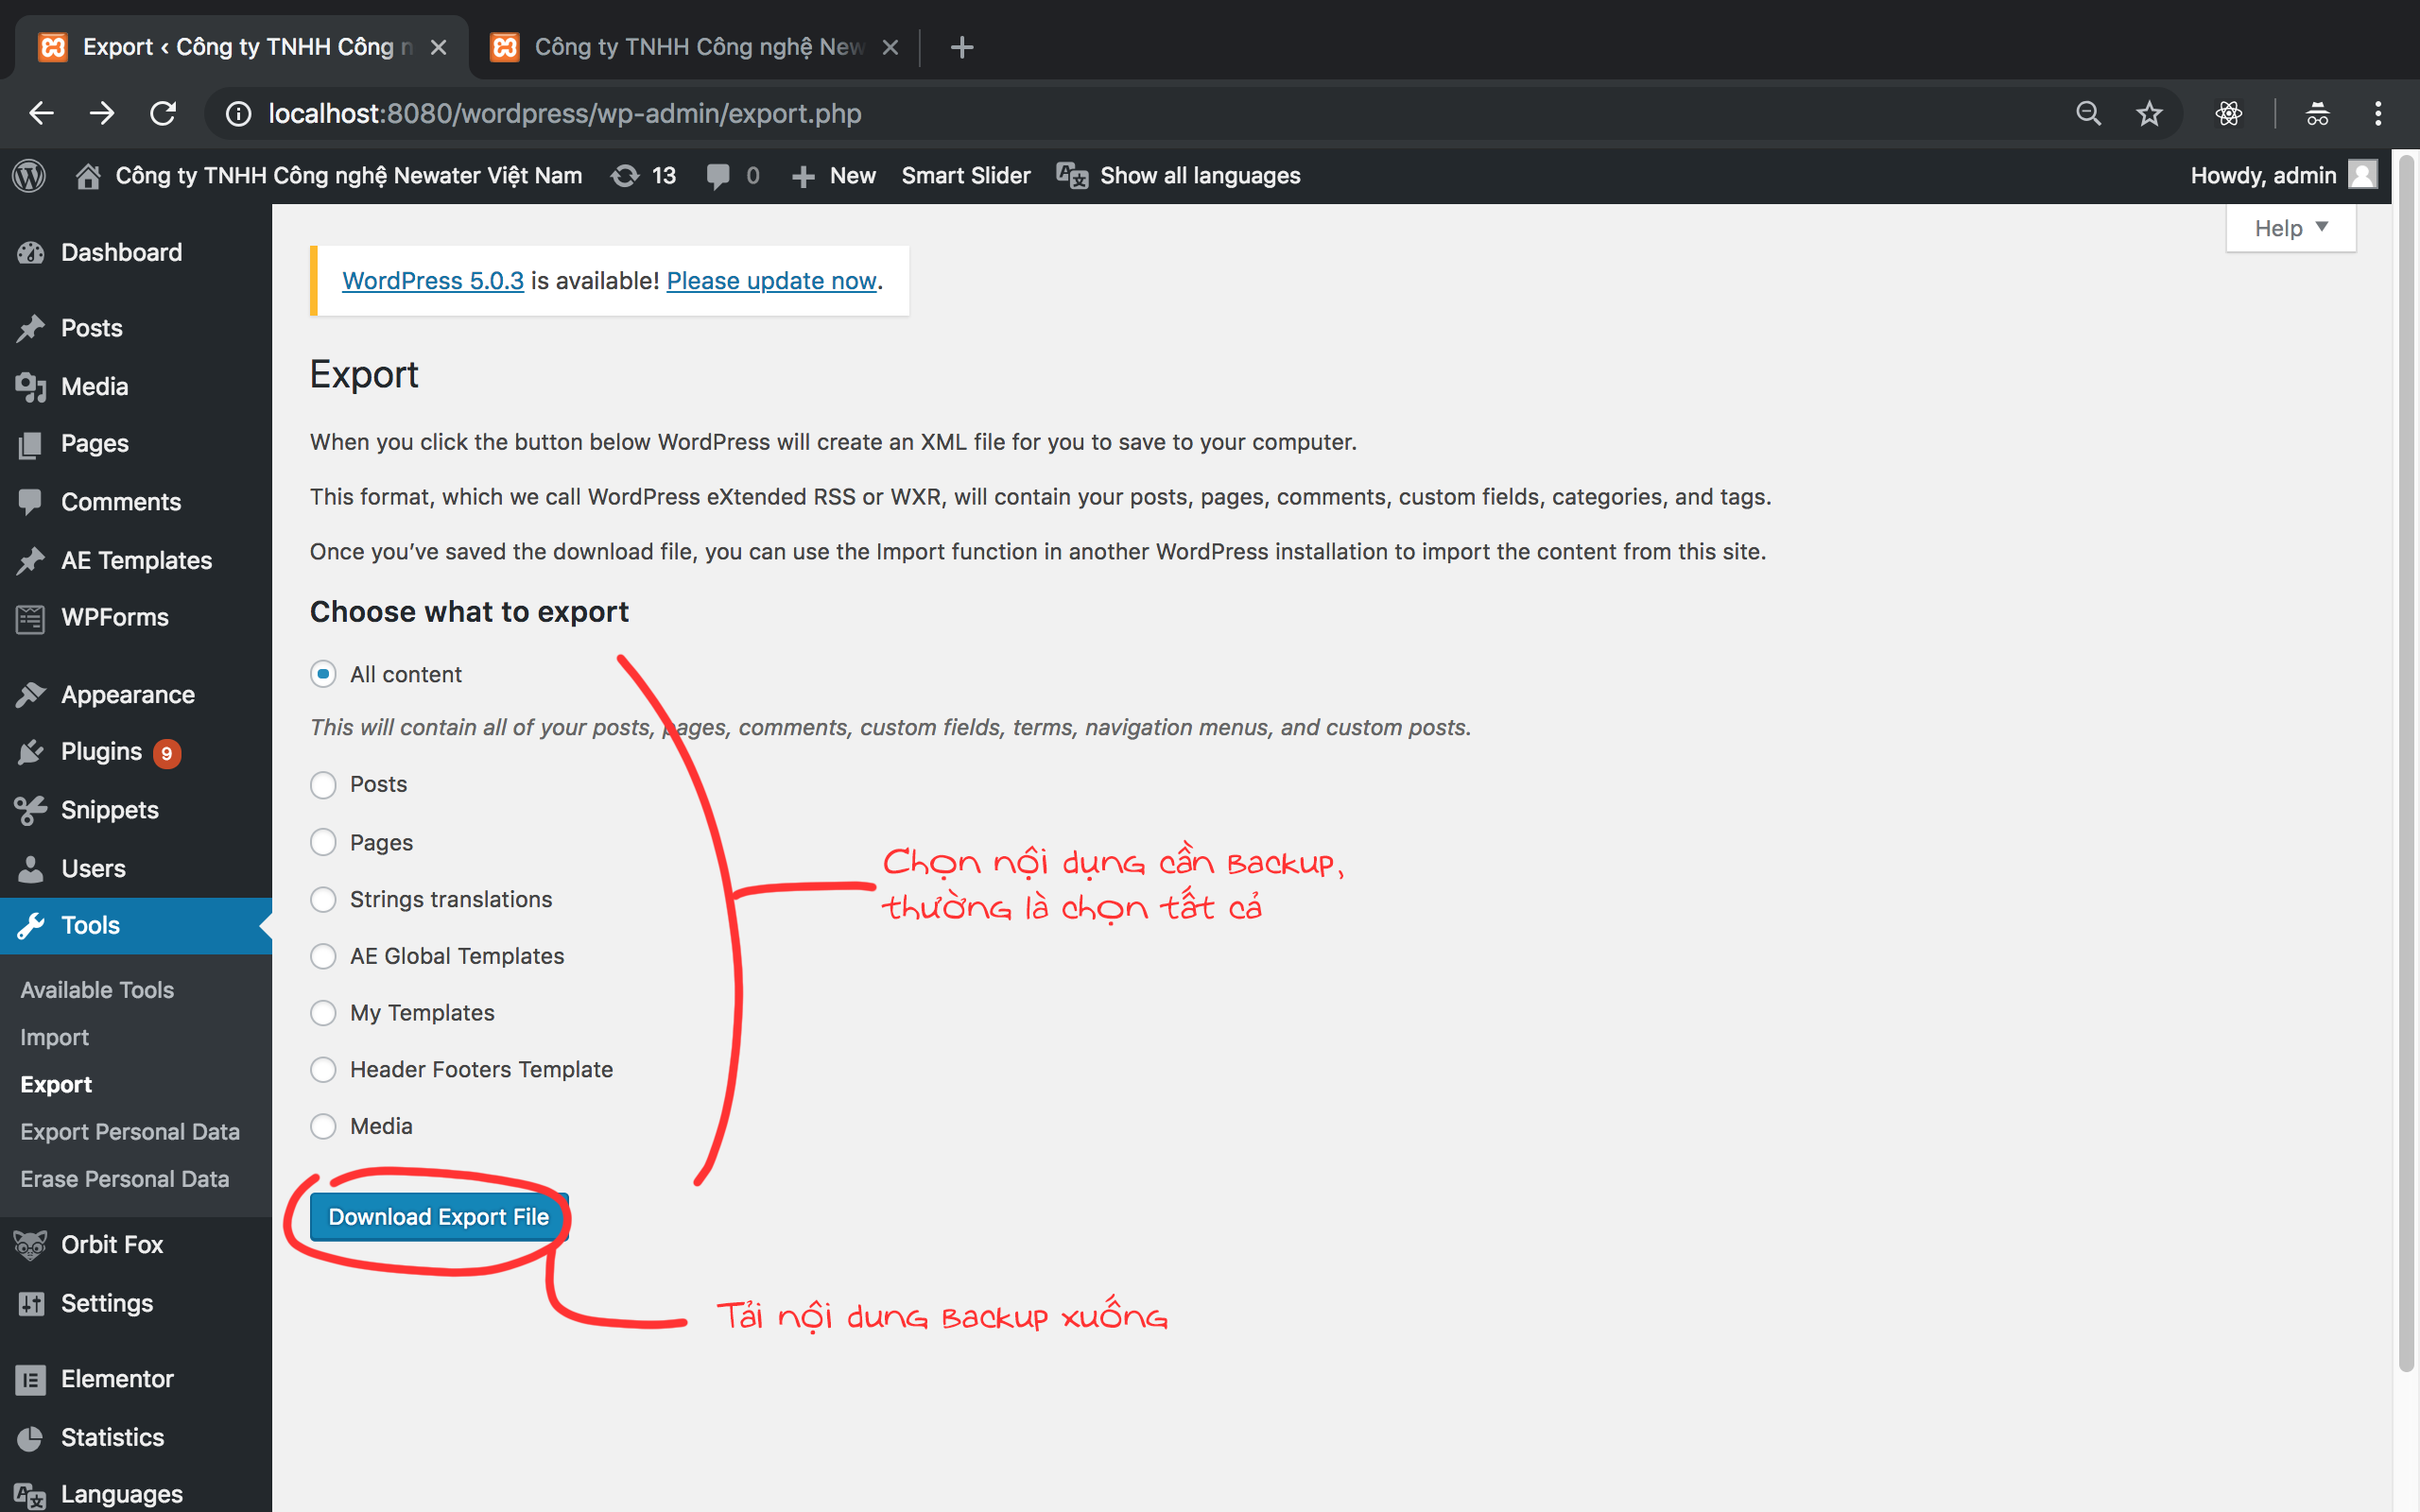 Export ‹ Công ty TNHH Công n
Công ty TNHH Công nghệ New
localhost:8080/wordpress/wp-admin/export.php
Công ty TNHH Công nghệ Newater Việt Nam 13 0 New Smart Slider Show all languages Howdy, admin
Help
Dashboard
Posts
Media
Pages
Comments
AE Templates
WPForms
Appearance
Plugins 9
Snippets
Users
Tools
Available Tools
Import
Export
Export Personal Data
Erase Personal Data
Orbit Fox
Settings
Elementor
Statistics
Languages
WordPress 5.0.3 is available! Please update now.
Export
When you click the button below WordPress will create an XML file for you to save to your computer.
This format, which we call WordPress eXtended RSS or WXR, will contain your posts, pages, comments, custom fields, categories, and tags.
Once you’ve saved the download file, you can use the Import function in another WordPress installation to import the content from this site.
Choose what to export
All content
This will contain all of your posts, pages, comments, custom fields, terms, navigation menus, and custom posts.
Posts
Pages
Strings translations
AE Global Templates
My Templates
Header Footers Template
Media
Chọn nội dụng cần Backup,
thường là chọn tất cả
Download Export File
Tải nội dung Backup xuống